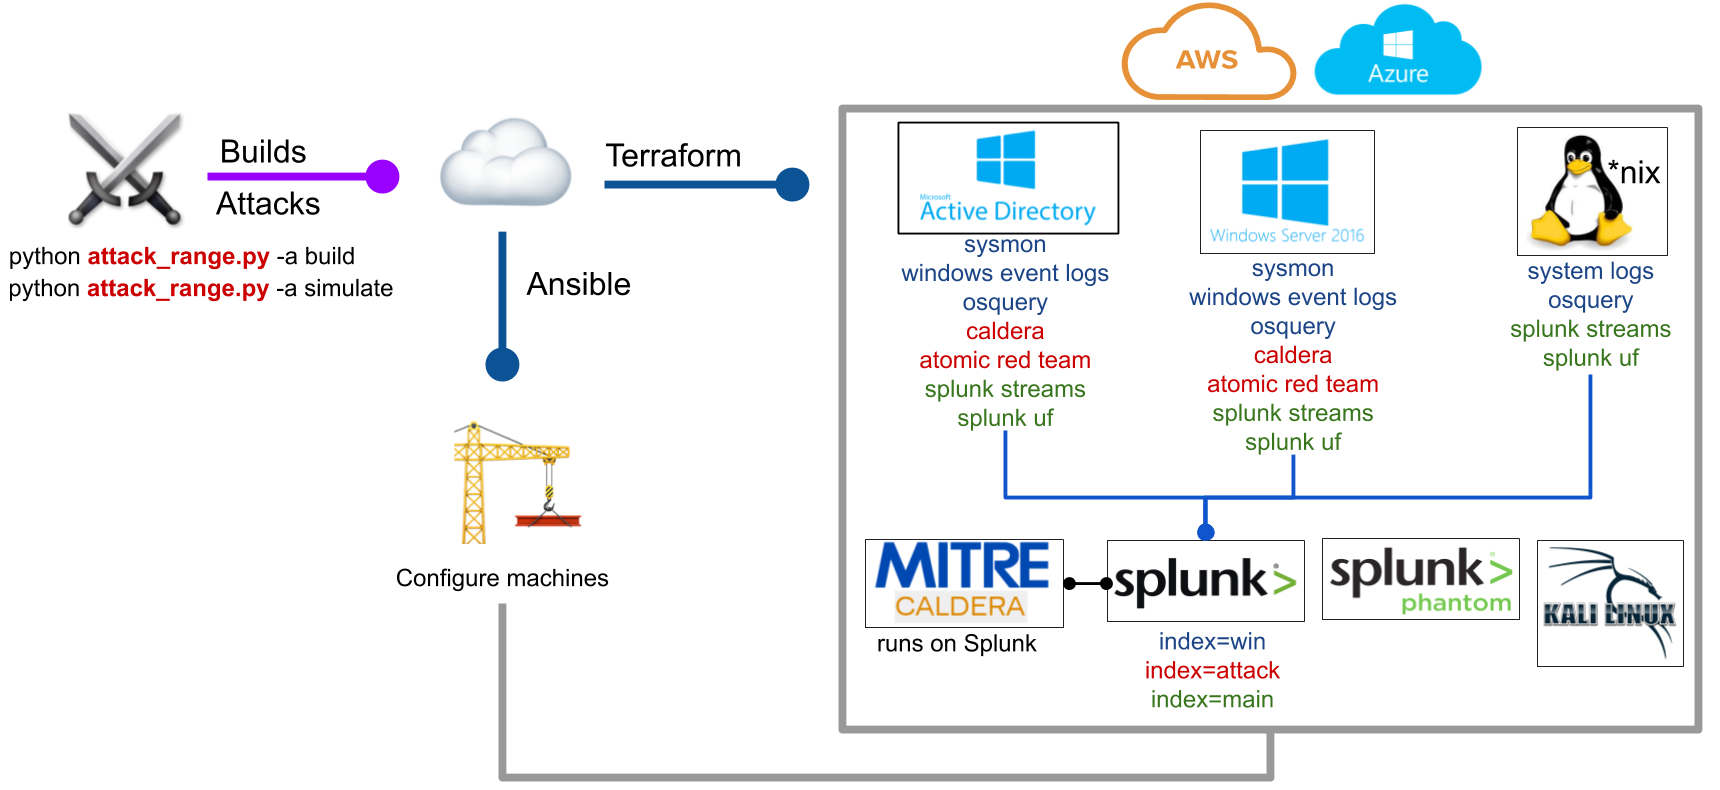 Builds
Attacks
python attack_range.py -a build
python attack_range.py -a simulate
Terraform
Ansible
Configure machines
AWS
Azure
Microsoft
Active Directory
sysmon
windows event logs
osquery
caldera
atomic red team
splunk streams
splunk uf
Windows Server 2016
sysmon
windows event logs
osquery
caldera
atomic red team
splunk streams
splunk uf
*nix
system logs
osquery
splunk streams
splunk uf
MITRE
CALDERA
runs on Splunk
splunk>
index=win
index=attack
index=main
splunk>
phantom
KALI LINUX